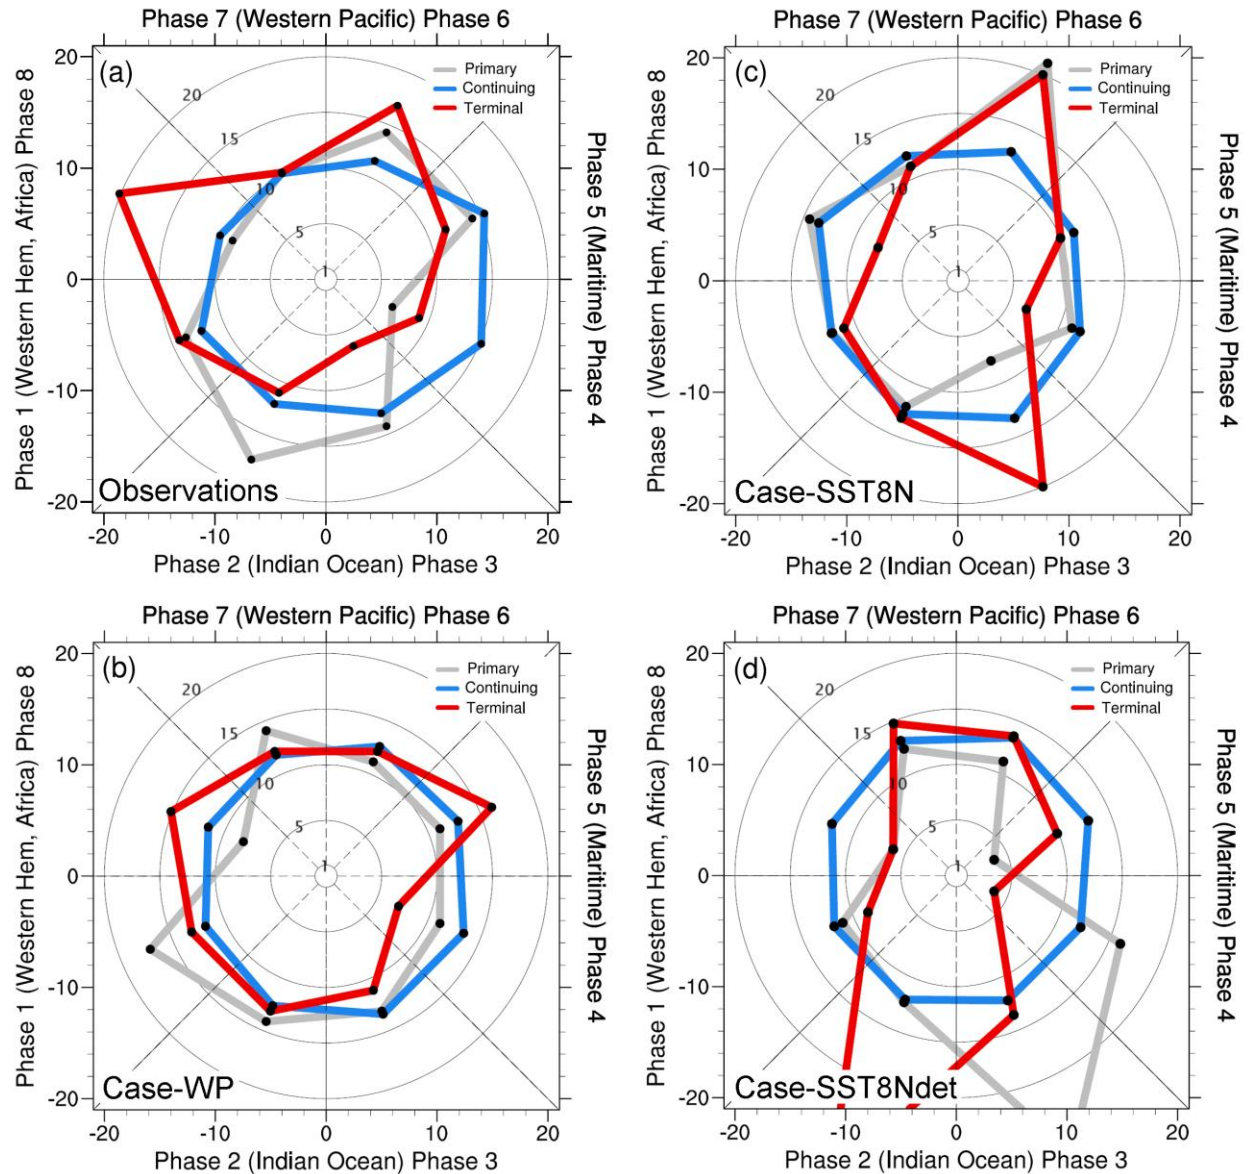 Phase 7 (Western Pacific) Phase 6
(a)
Primary
Continuing
Terminal
20
15
10
5
1
20
10
0
-10
-20
Phase 1 (Western Hem, Africa) Phase 8
Phase 5 (Maritime) Phase 4
Observations
-20 -10 0 10 20
Phase 2 (Indian Ocean) Phase 3
Phase 7 (Western Pacific) Phase 6
(c)
Primary
Continuing
Terminal
20
15
10
5
1
20
10
0
-10
-20
Phase 1 (Western Hem, Africa) Phase 8
Phase 5 (Maritime) Phase 4
Case-SST8N
-20 -10 0 10 20
Phase 2 (Indian Ocean) Phase 3
Phase 7 (Western Pacific) Phase 6
(b)
Primary
Continuing
Terminal
20
15
10
5
1
20
10
0
-10
-20
Phase 1 (Western Hem, Africa) Phase 8
Phase 5 (Maritime) Phase 4
Case-WP
-20 -10 0 10 20
Phase 2 (Indian Ocean) Phase 3
Phase 7 (Western Pacific) Phase 6
(d)
Primary
Continuing
Terminal
20
15
10
5
1
20
10
0
-10
-20
Phase 1 (Western Hem, Africa) Phase 8
Phase 5 (Maritime) Phase 4
Case-SST8Ndet
-20 -10 0 10 20
Phase 2 (Indian Ocean) Phase 3